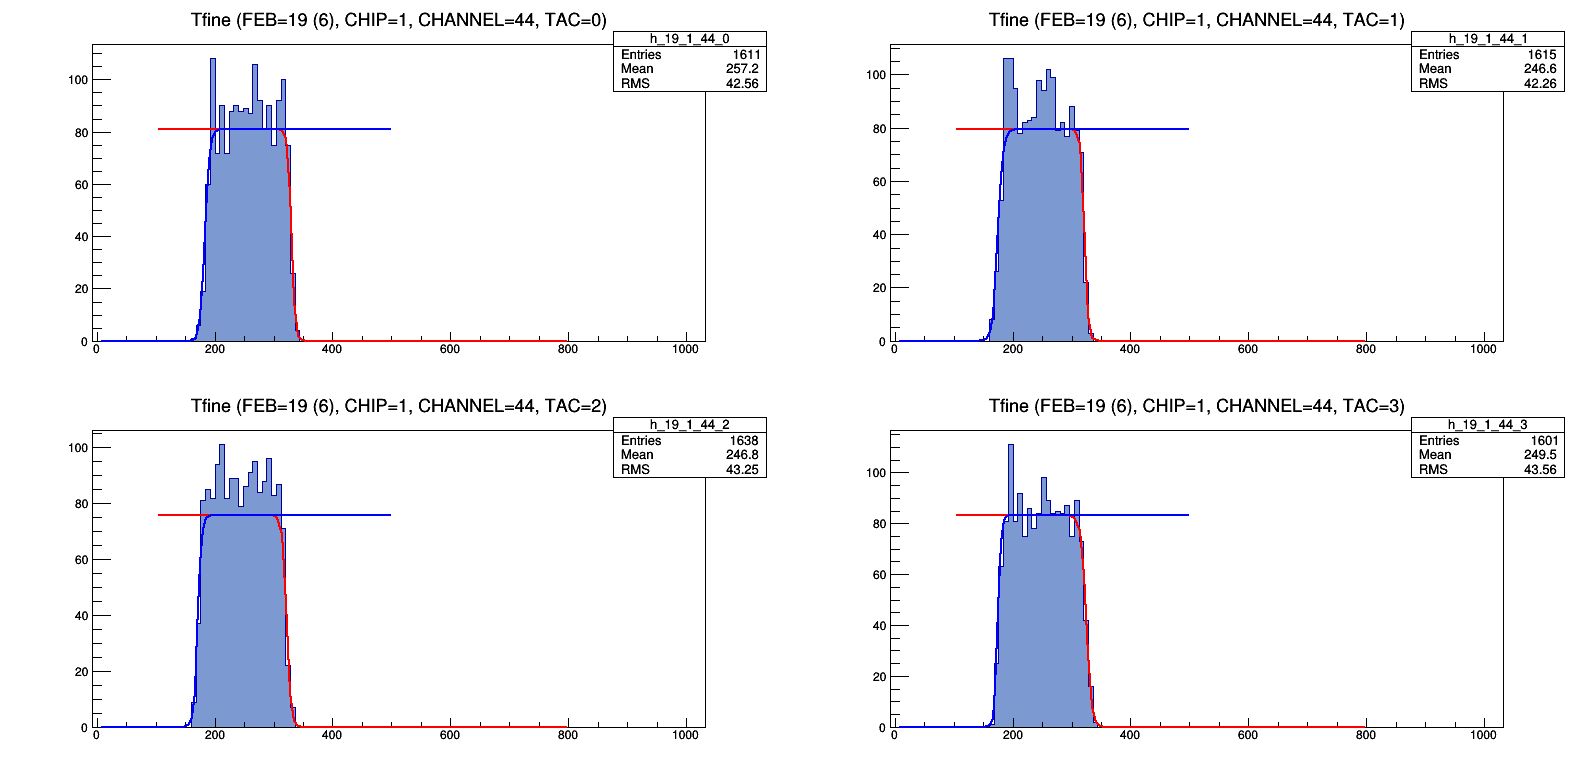 Tfine (FEB=19 (6), CHIP=1, CHANNEL=44, TAC=0)
h_19_1_44_0
Entries 1611
Mean 257.2
RMS 42.56
100
80
60
40
20
0
0 200 400 600 800 1000
Tfine (FEB=19 (6), CHIP=1, CHANNEL=44, TAC=1)
h_19_1_44_1
Entries 1615
Mean 246.6
RMS 42.26
100
80
60
40
20
0
0 200 400 600 800 1000
Tfine (FEB=19 (6), CHIP=1, CHANNEL=44, TAC=2)
h_19_1_44_2
Entries 1638
Mean 246.8
RMS 43.25
100
80
60
40
20
0
0 200 400 600 800 1000
Tfine (FEB=19 (6), CHIP=1, CHANNEL=44, TAC=3)
h_19_1_44_3
Entries 1601
Mean 249.5
RMS 43.56
100
80
60
40
20
0
0 200 400 600 800 1000